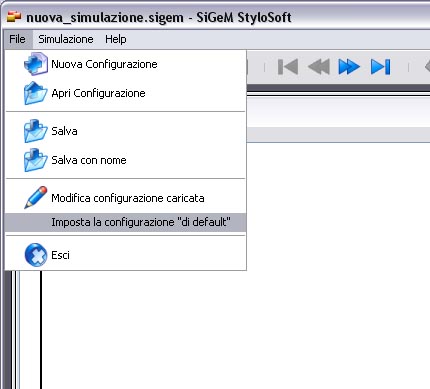 nuova_simulazione.sigem - SiGeM StyloSoft
File Simulazione Help
Nuova Configurazione
Apri Configurazione
Salva
Salva con nome
Modifica configurazione caricata
Imposta la configurazione "di default"
Esci